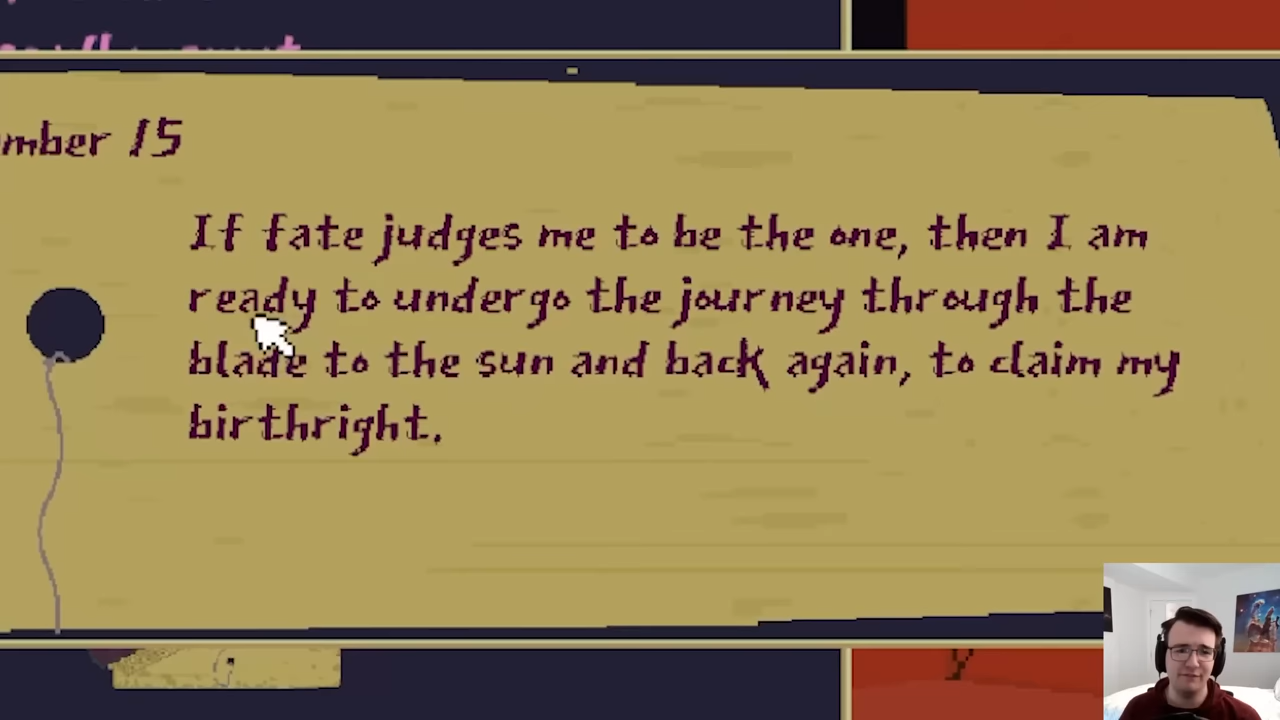 mber 15
If fate judges me to be the one, then I am
ready to undergo the journey through the
blade to the sun and back again, to claim my
birthright.